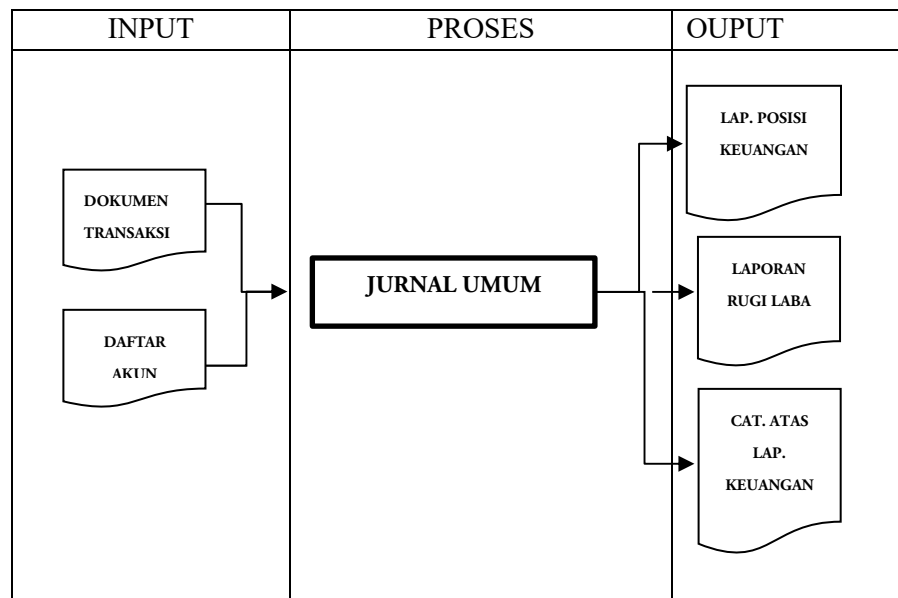 INPUT
PROSES
OUPUT
DOKUMEN
TRANSAKSI
DAFTAR
AKUN
JURNAL UMUM
LAP. POSISI
KEUANGAN
LAPORAN
RUGI LABA
CAT. ATAS
LAP.
KEUANGAN